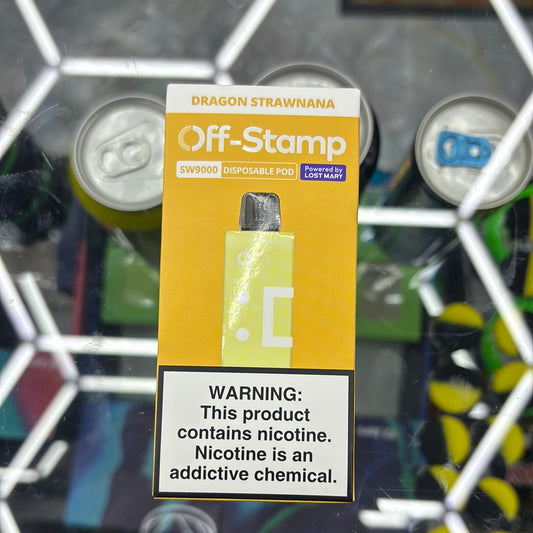 DRAGON STRAWNANA
Off-Stamp
SW9000 DISPOSABLE POD Powered by
LOST MARY
WARNING:
This product
contains nicotine.
Nicotine is an
addictive chemical.